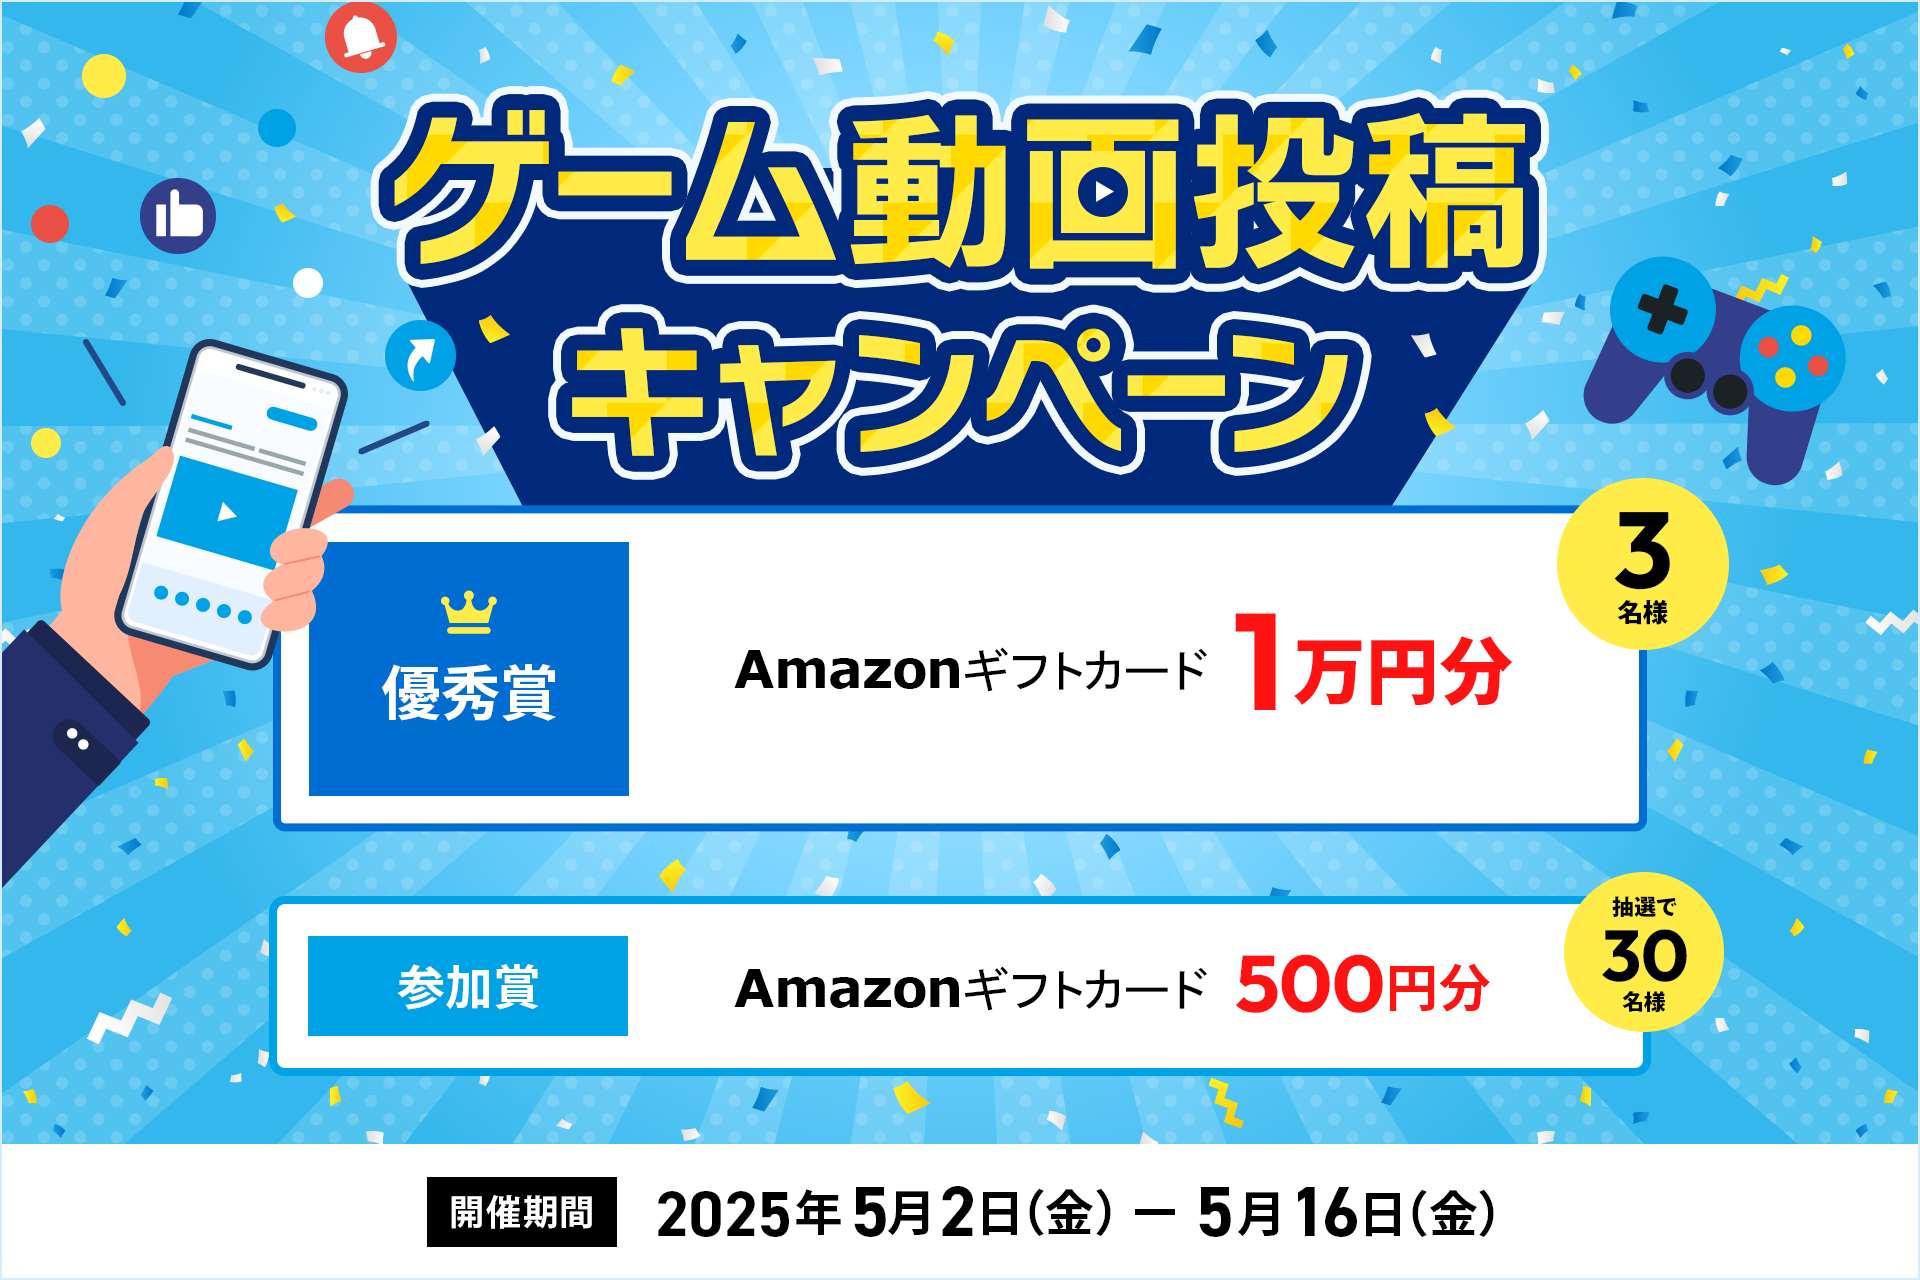 ゲーム動画投稿
キャンペーン
3
名様
優秀賞
Amazonギフトカード 1万円分
抽選で
30
名様
参加賞
Amazonギフトカード 500円分
開催期間 2025年5月2日(金) ー 5月16日(金)